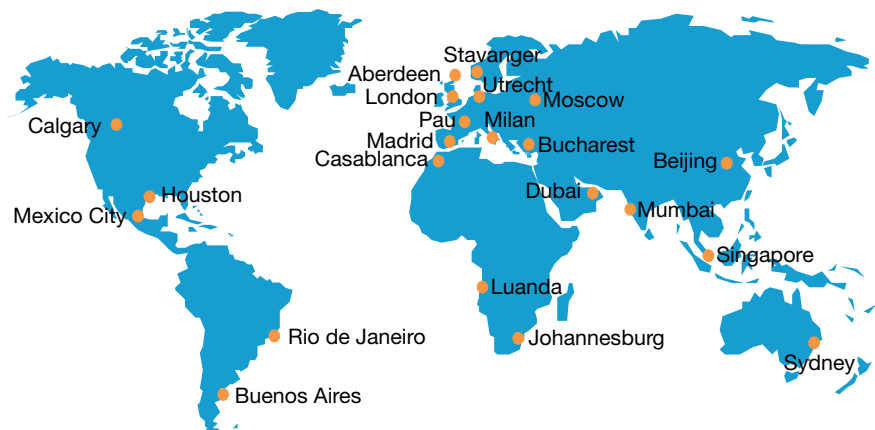 Stavanger
Aberdeen
Utrecht
London
Moscow
Pau
Milan
Calgary
Madrid
Bucharest
Casablanca
Beijing
Houston
Dubai
Mexico City
Mumbai
Singapore
Luanda
Rio de Janeiro
Johannesburg
Sydney
Buenos Aires